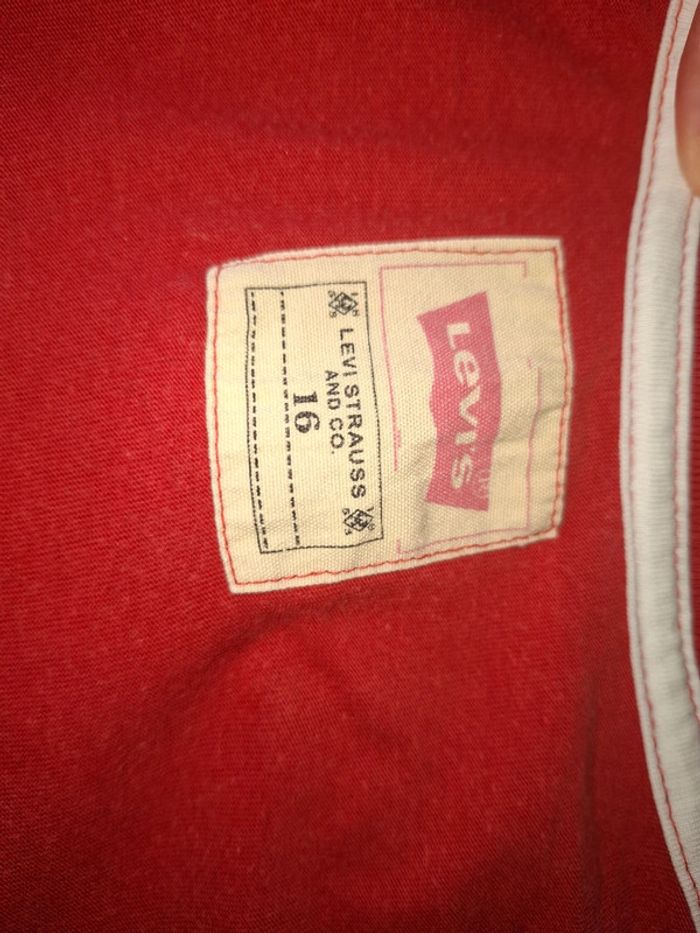 LEVI'S
LEVI STRAUSS
AND CO.
16